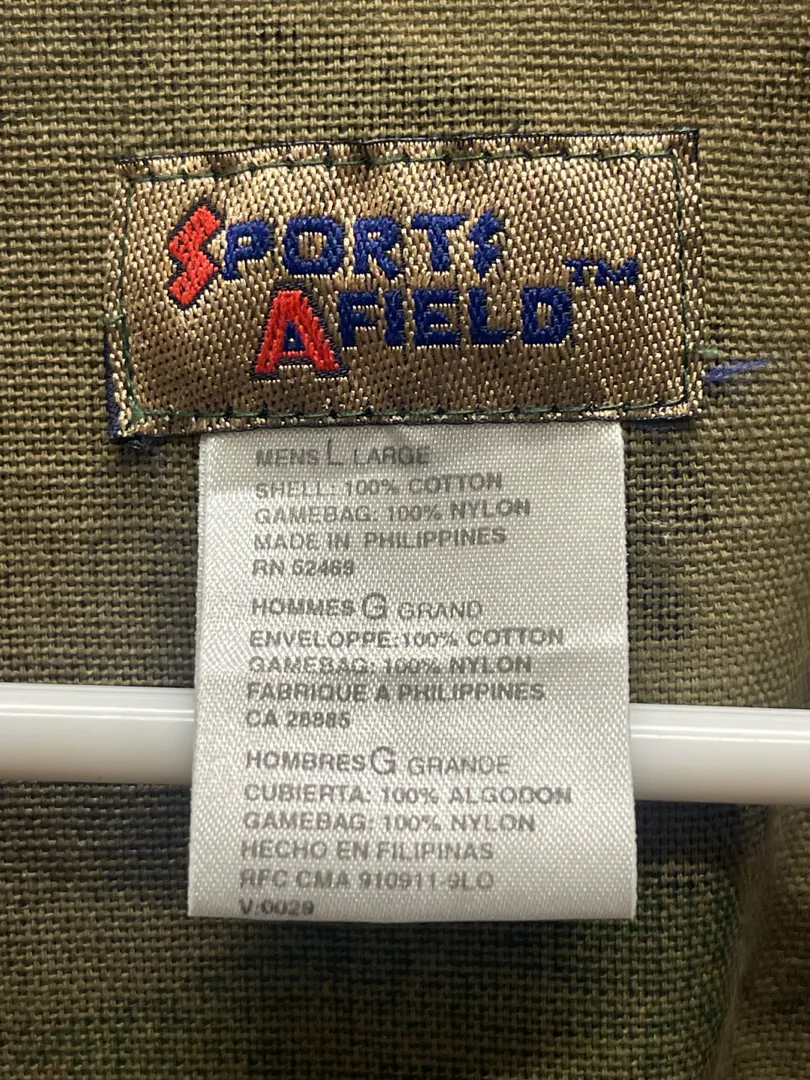 SPORTS
AFIELD™
MENS L LARGE
SHELL: 100% COTTON
GAMEBAG: 100% NYLON
MADE IN PHILIPPINES
RN 52469
HOMMES G GRAND
ENVELOPPE:100% COTTON
GAMEBAG: 100% NYLON
FABRIQUE A PHILIPPINES
CA 28885
HOMBRES G GRANDE
CUBIERTA: 100% ALGODON
GAMEBAG: 100% NYLON
HECHO EN FILIPINAS
RFC CMA 910911-9LO
V:0029